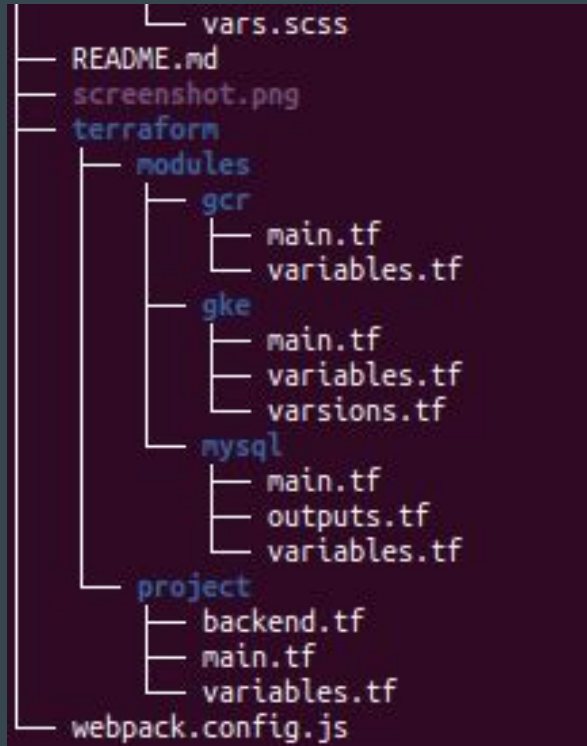 vars.scss
README.md
screenshot.png
terraform
modules
gcr
main.tf
variables.tf
gke
main.tf
variables.tf
varsions.tf
mysql
main.tf
outputs.tf
variables.tf
project
backend.tf
main.tf
variables.tf
webpack.config.js